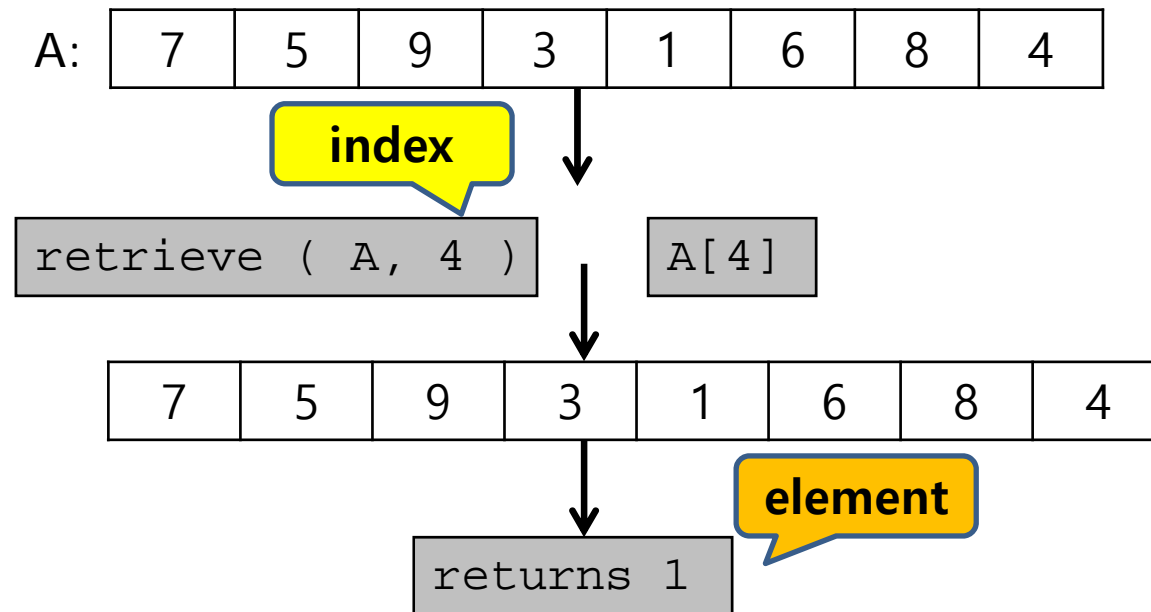 A: 7 5 9 3 1 6 8 4
index
retrieve ( A, 4 ) A[4]
7 5 9 3 1 6 8 4
element
returns 1